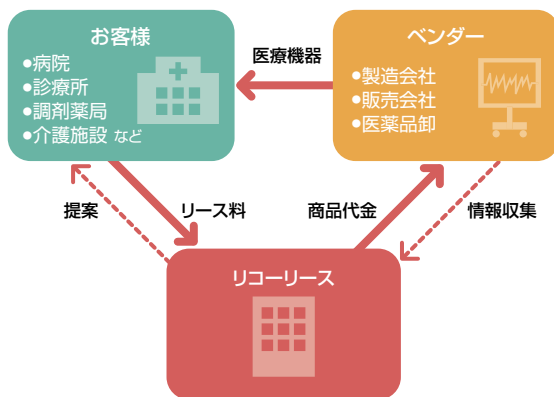 お客様
●病院
●診療所
●調剤薬局
●介護施設 など
医療機器
ベンダー
●製造会社
●販売会社
●医薬品卸
提案
リース料
商品代金
情報収集
リコーリース